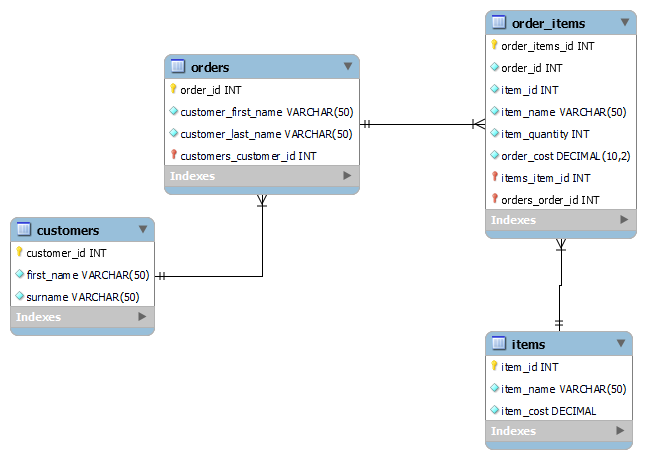 customers
customer_id INT
first_name VARCHAR(50)
surname VARCHAR(50)
Indexes
orders
order_id INT
customer_first_name VARCHAR(50)
customer_last_name VARCHAR(50)
customers_customer_id INT
Indexes
order_items
order_items_id INT
order_id INT
item_id INT
item_name VARCHAR(50)
item_quantity INT
order_cost DECIMAL(10,2)
items_item_id INT
orders_order_id INT
Indexes
items
item_id INT
item_name VARCHAR(50)
item_cost DECIMAL
Indexes